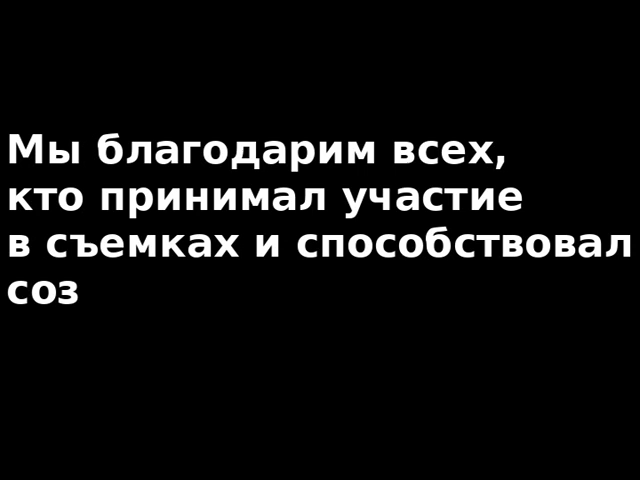 Мы благодарим всех,
кто принимал участие
в съемках и способствовал
соз